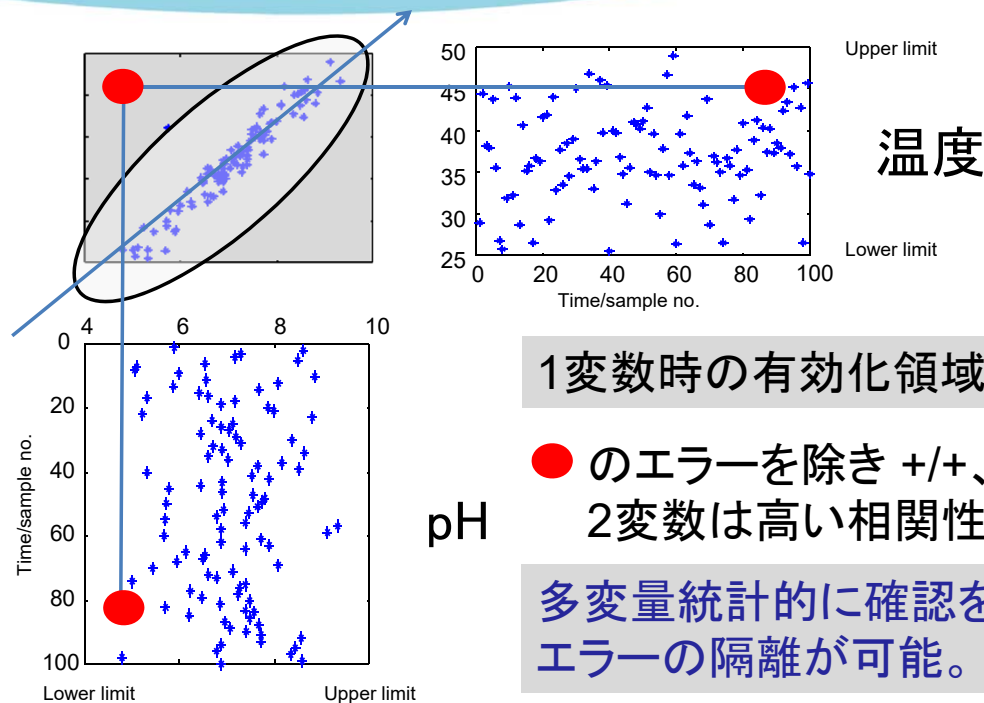 50
45
40
35
30
25
0 20 40 60 80 100
Time/sample no.
Upper limit
温度
Lower limit
4 6 8 10
0
20
40
60
80
100
Time/sample no.
Lower limit
Upper limit
pH
1変数時の有効化領域
のエラーを除き +/+、
2変数は高い相関性
多変量統計的に確認を
エラーの隔離が可能。